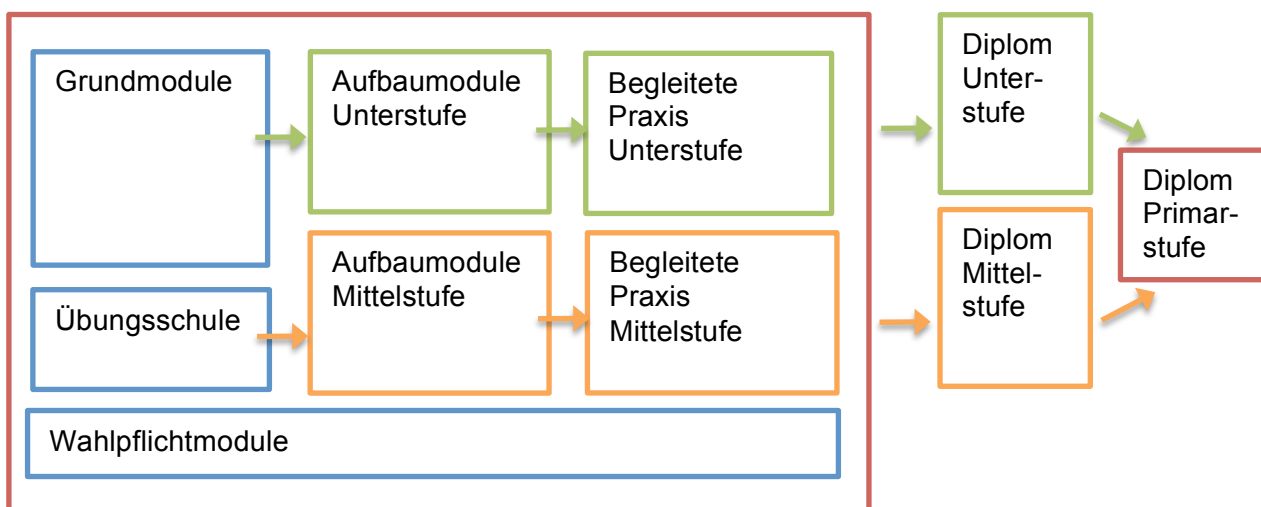 Grundmodule
Aufbaumodule
Unterstufe
Begleitete
Praxis
Unterstufe
Diplom
Unter-
stufe
Diplom
Primar-
stufe
Übungsschule
Aufbaumodule
Mittelstufe
Begleitete
Praxis
Mittelstufe
Diplom
Mittel-
stufe
Wahlpflichtmodule